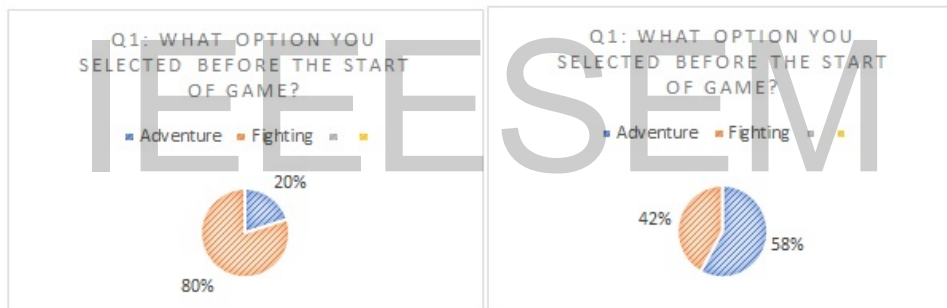 Q1: WHAT OPTION YOU
SELECTED BEFORE THE START
OF GAME?
Adventure Fighting
20%
80%
Q1: WHAT OPTION YOU
SELECTED BEFORE THE START
OF GAME?
Adventure Fighting
42%
58%
IEEESEM